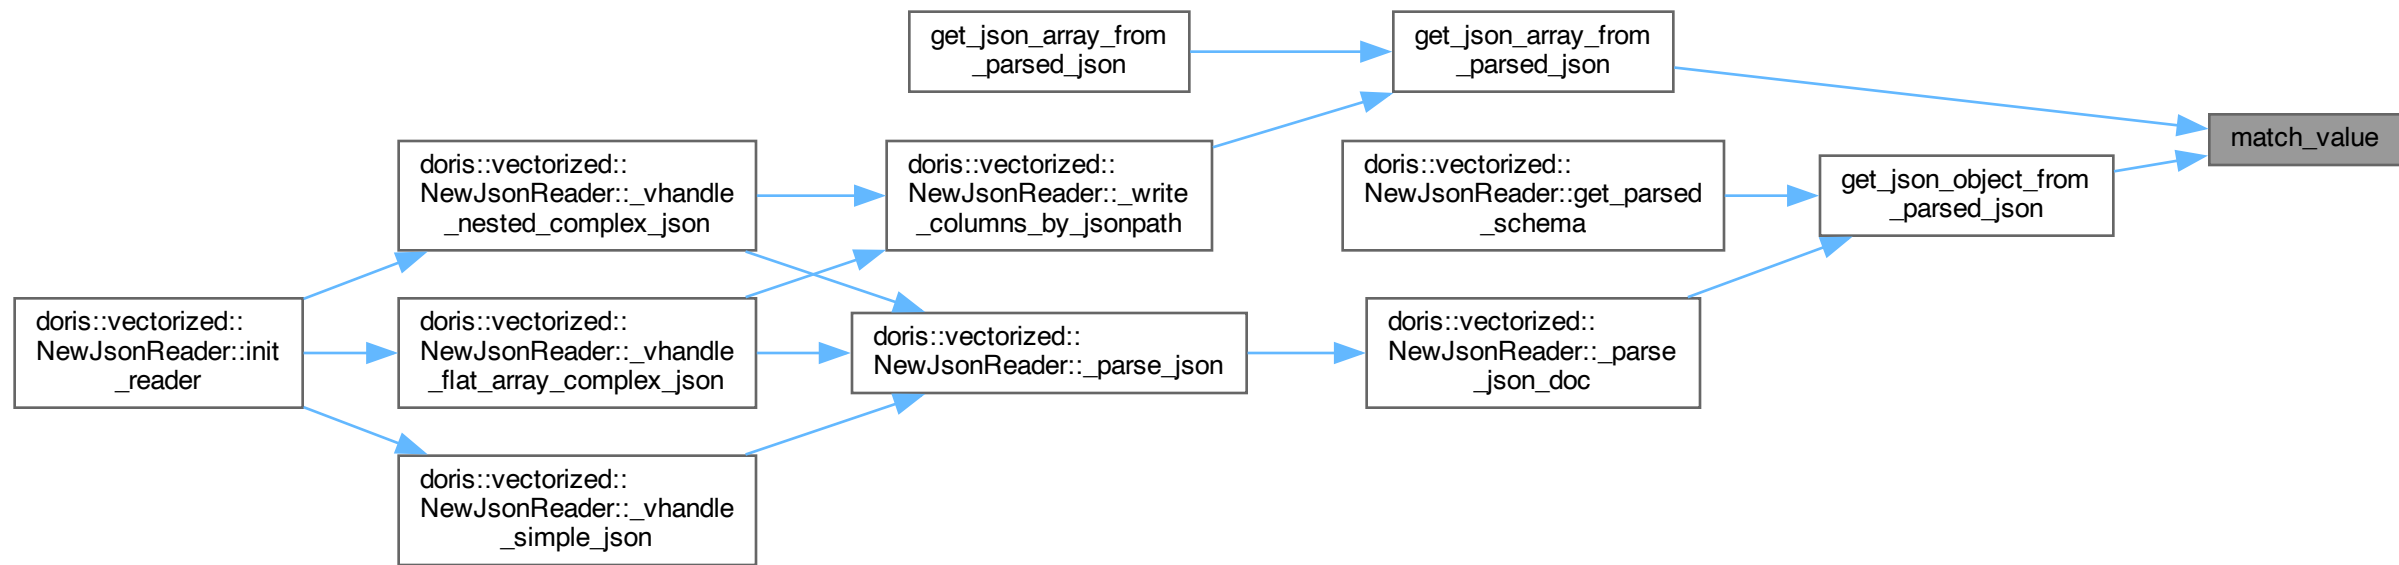 get_json_array_from
_parsed_json
get_json_array_from
_parsed_json
match_value
doris::vectorized::
NewJsonReader::_vhandle
_nested_complex_json
doris::vectorized::
NewJsonReader::_write
_columns_by_jsonpath
doris::vectorized::
NewJsonReader::get_parsed
_schema
get_json_object_from
_parsed_json
doris::vectorized::
NewJsonReader::init
_reader
doris::vectorized::
NewJsonReader::_vhandle
_flat_array_complex_json
doris::vectorized::
NewJsonReader::_parse_json
doris::vectorized::
NewJsonReader::_parse
_json_doc
doris::vectorized::
NewJsonReader::_vhandle
_simple_json